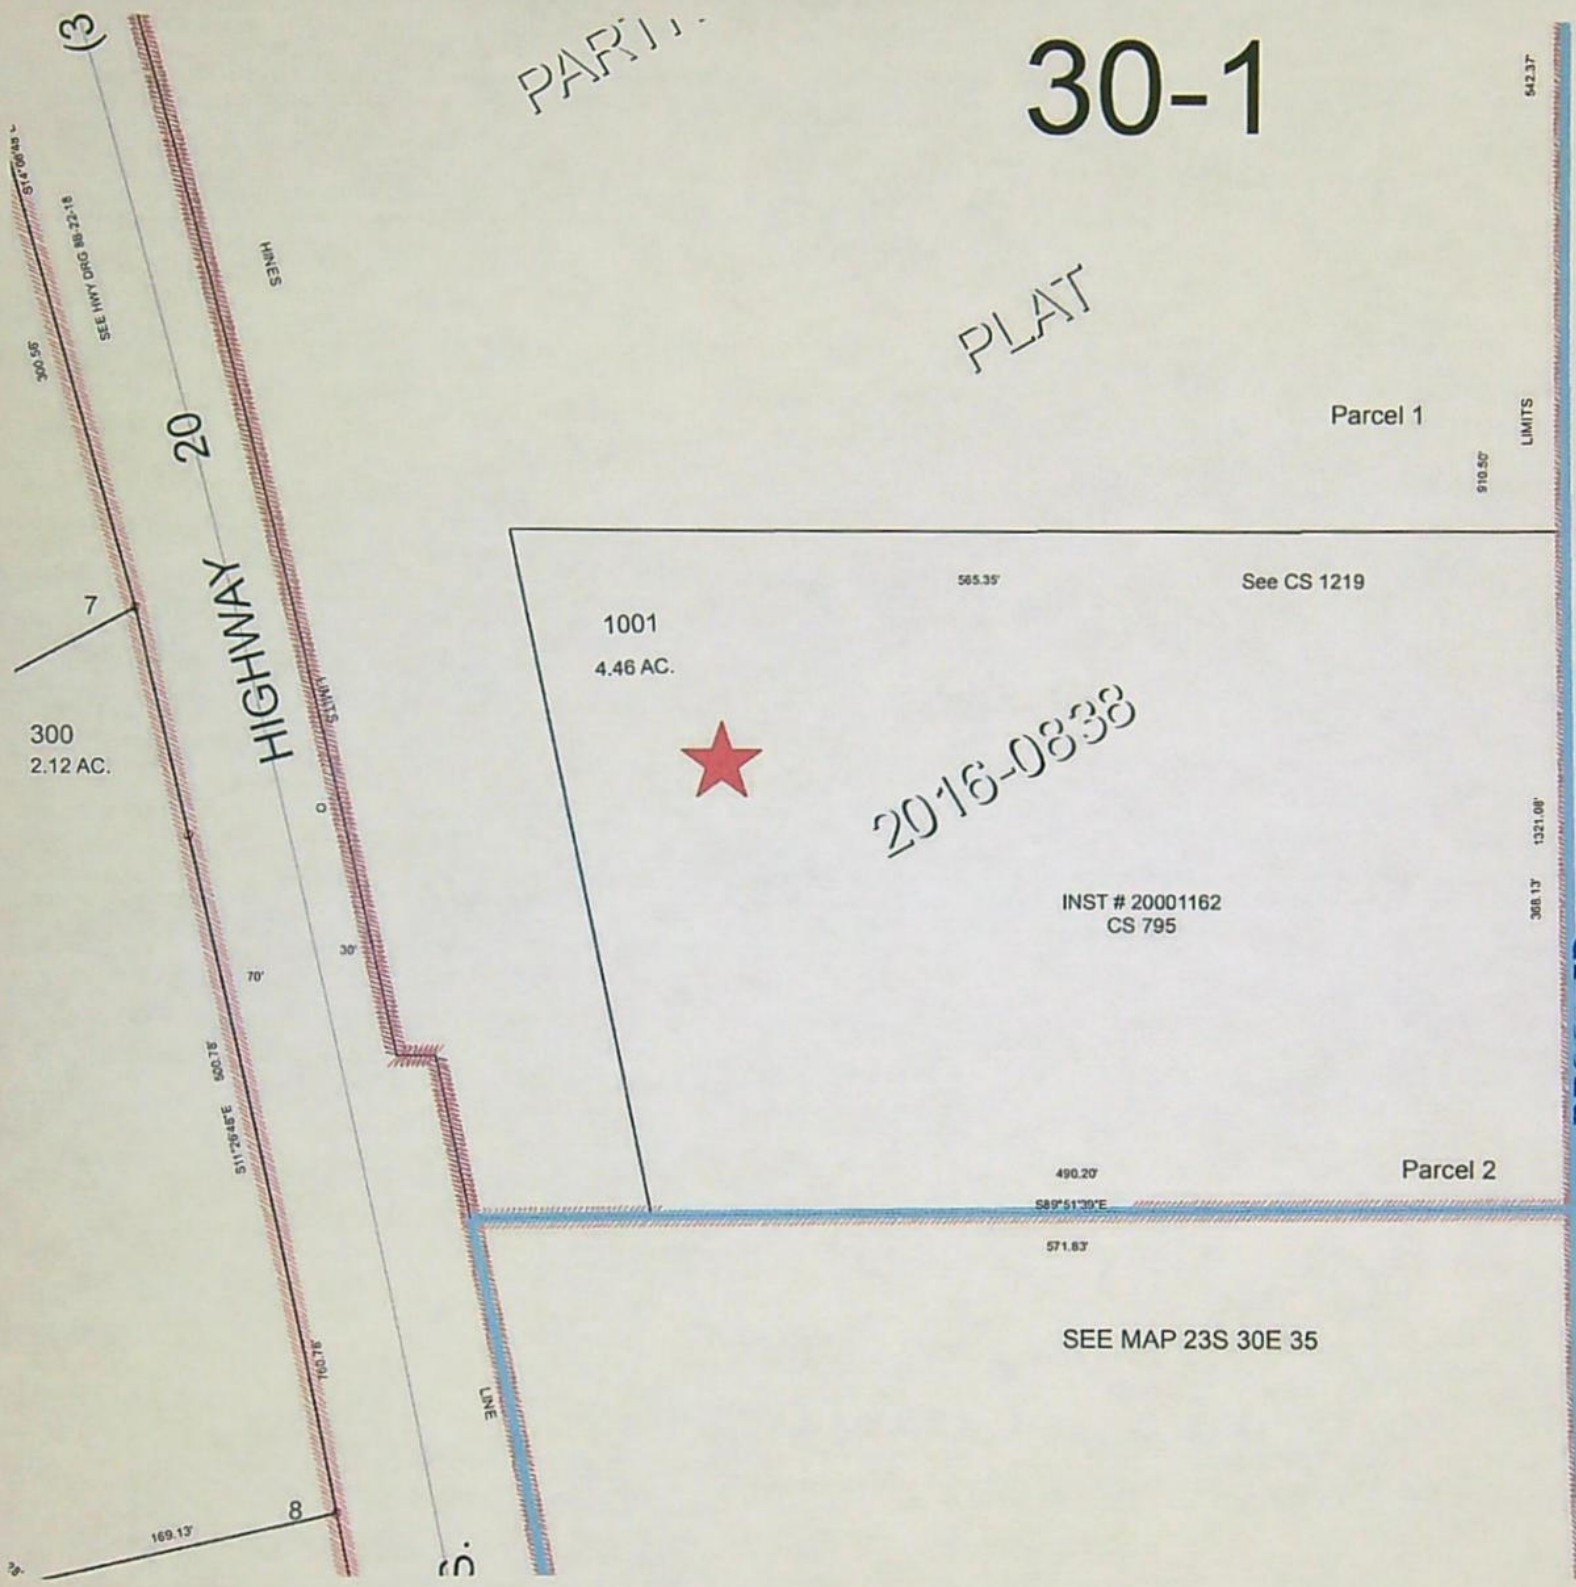 (3
PARTI
30-1
542.37'
SEE HWY DRG 8B-22-18
HINES
300.56'
20
PLAT
Parcel 1
LIMITS
910.50'
HIGHWAY
7
565.35'
See CS 1219
1001
4.46 AC.
LIMITS
300
2.12 AC.
2016-0838
O
1321.08'
INST # 20001162
CS 795
368.13'
30'
70'
500.78'
S11°26'48"E
490.20'
Parcel 2
S89°51'39"E
571.83'
SEE MAP 23S 30E 35
760.78'
LINE
8
169.13'
S.